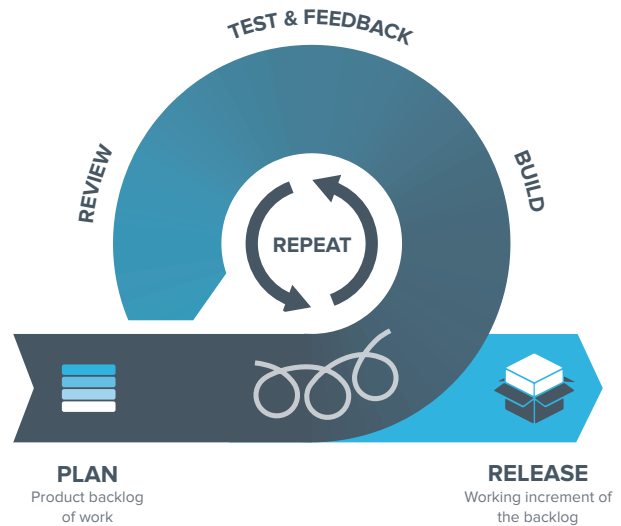 TEST & FEEDBACK
REVIEW
BUILD
REPEAT
PLAN
Product backlog
of work
RELEASE
Working increment of
the backlog